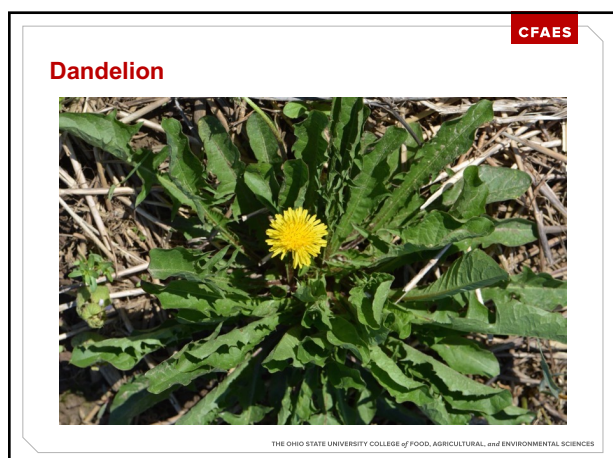 CFAES
Dandelion
THE OHIO STATE UNIVERSITY COLLEGE of FOOD, AGRICULTURAL, and ENVIRONMENTAL SCIENCES